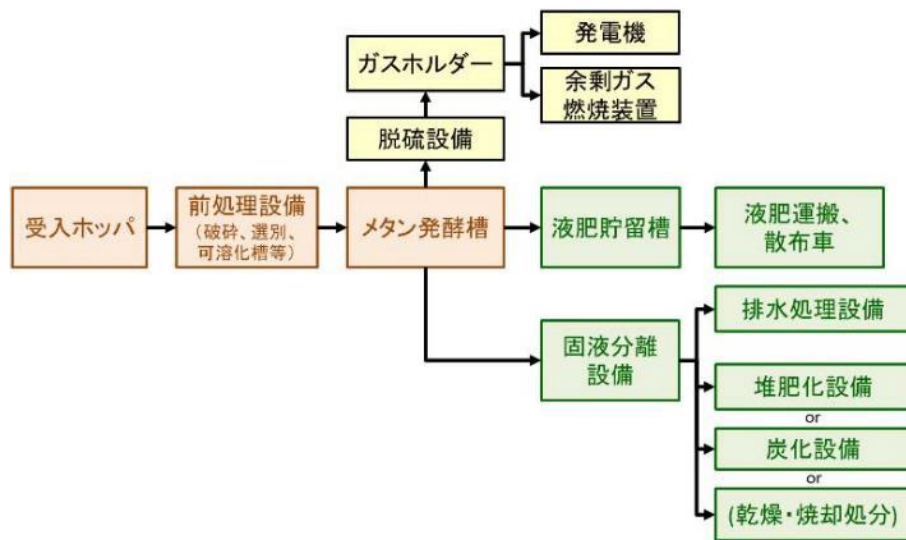 発電機
ガスホルダー
余剰ガス
燃焼装置
脱硫設備
受入ホッパ
前処理設備
(破砕、選別、
可溶化槽等)
メタン発酵槽
液肥貯留槽
液肥運搬、
散布車
排水処理設備
固液分離
設備
堆肥化設備
or
炭化設備
or
(乾燥・焼却処分)